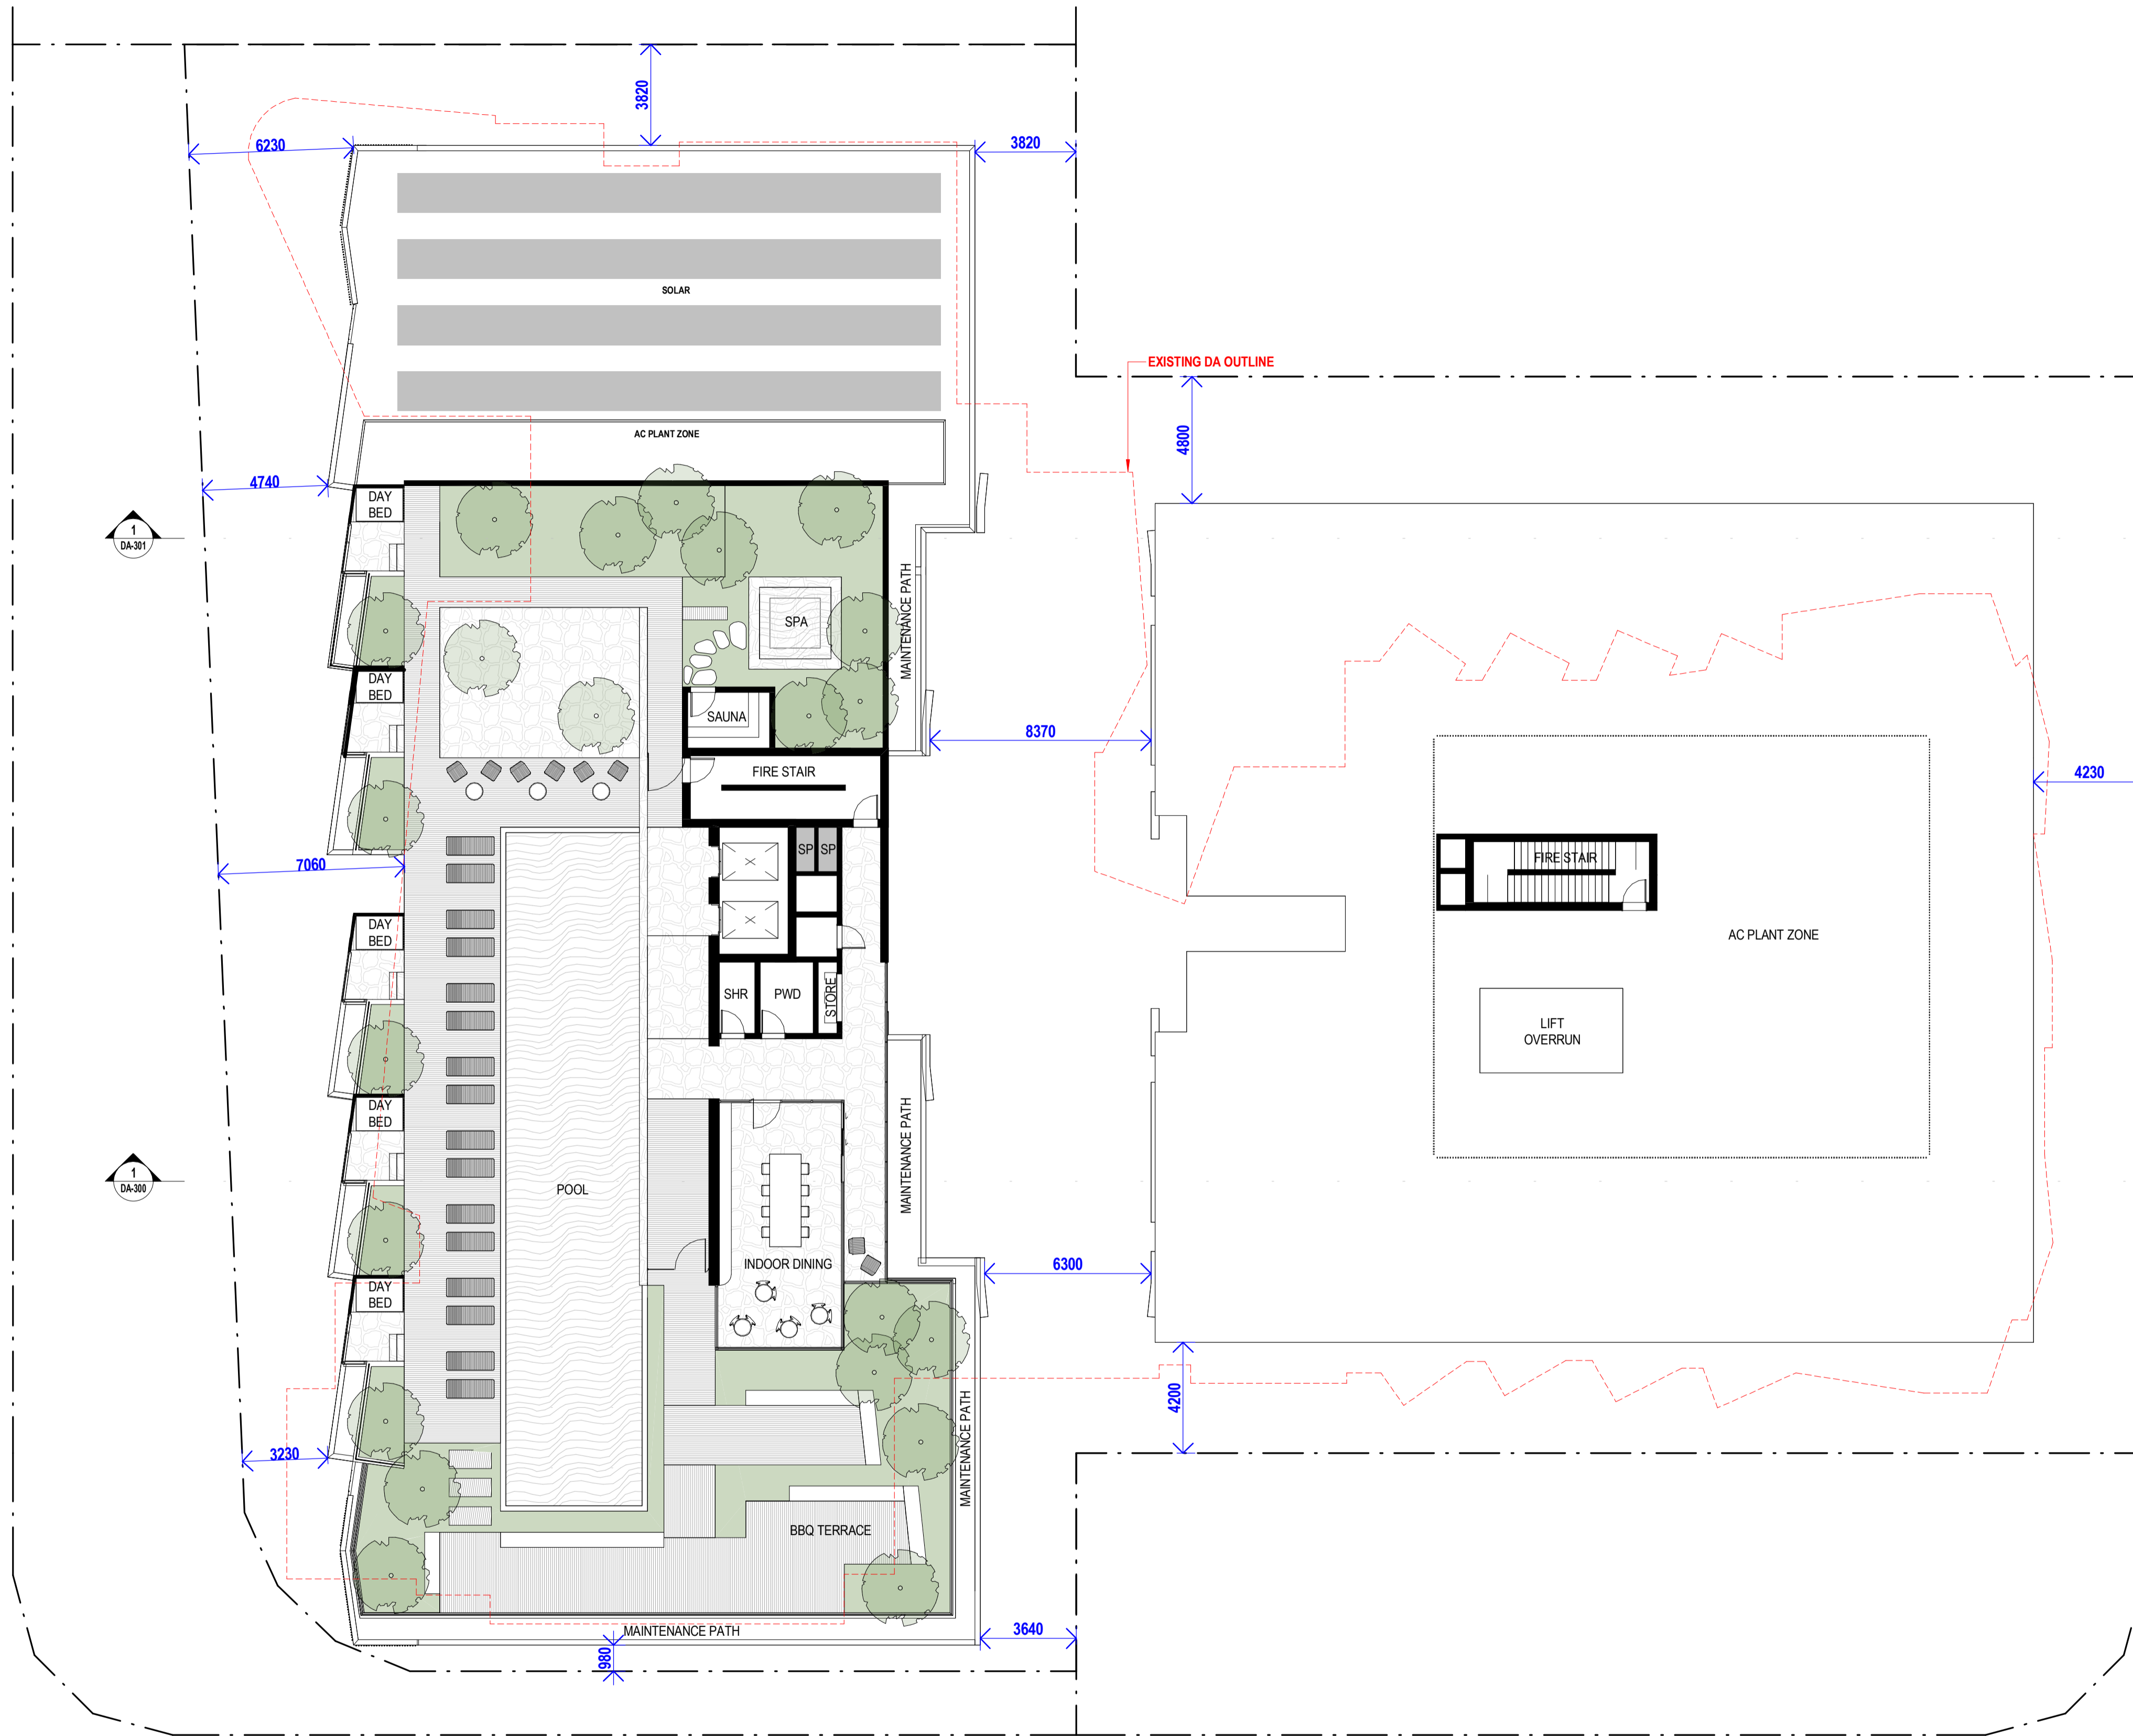 3820
6230
3820
SOLAR
EXISTING DA OUTLINE
AC PLANT ZONE
4800
4740
DAY
BED
1
DA-301
MAINTENANCE PATH
SPA
DAY
BED
SAUNA
8370
FIRE STAIR
4230
SP
SP
FIRE STAIR
7060
DAY
BED
AC PLANT ZONE
SHR
PWD
STORE
LIFT
OVERRUN
DAY
BED
MAINTENANCE PATH
1
DA-300
POOL
INDOOR DINING
6300
DAY
BED
4200
3230
MAINTENANCE PATH
BBQ TERRACE
MAINTENANCE PATH
3640
980